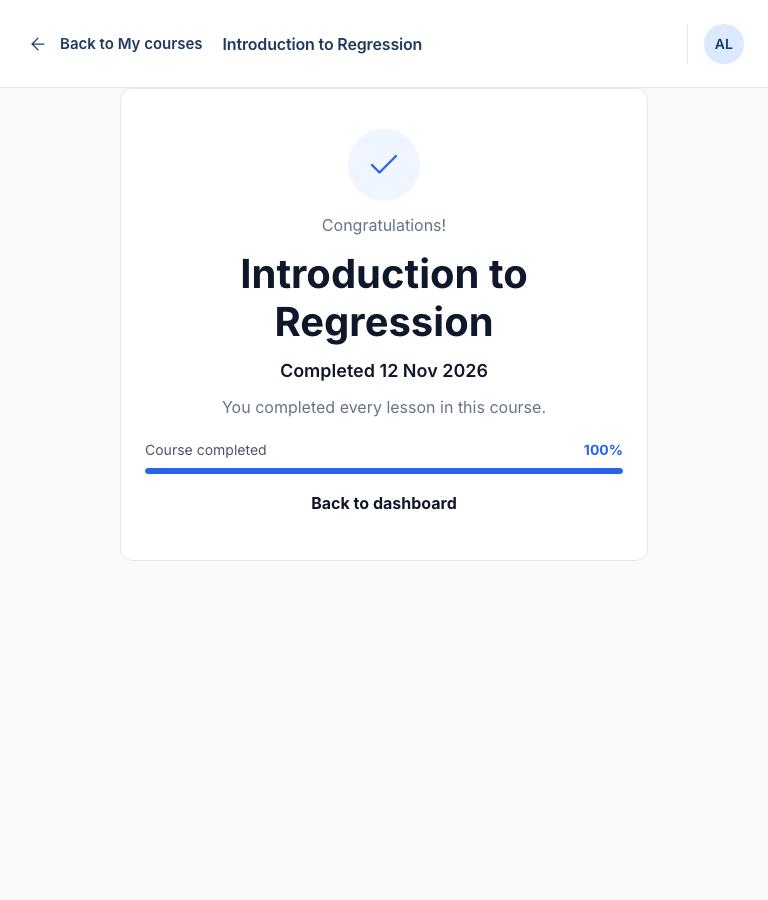 Back to My courses
Introduction to Regression
AL
Congratulations!
Introduction to
Regression
Completed 12 Nov 2026
You completed every lesson in this course.
Course completed
100%
Back to dashboard